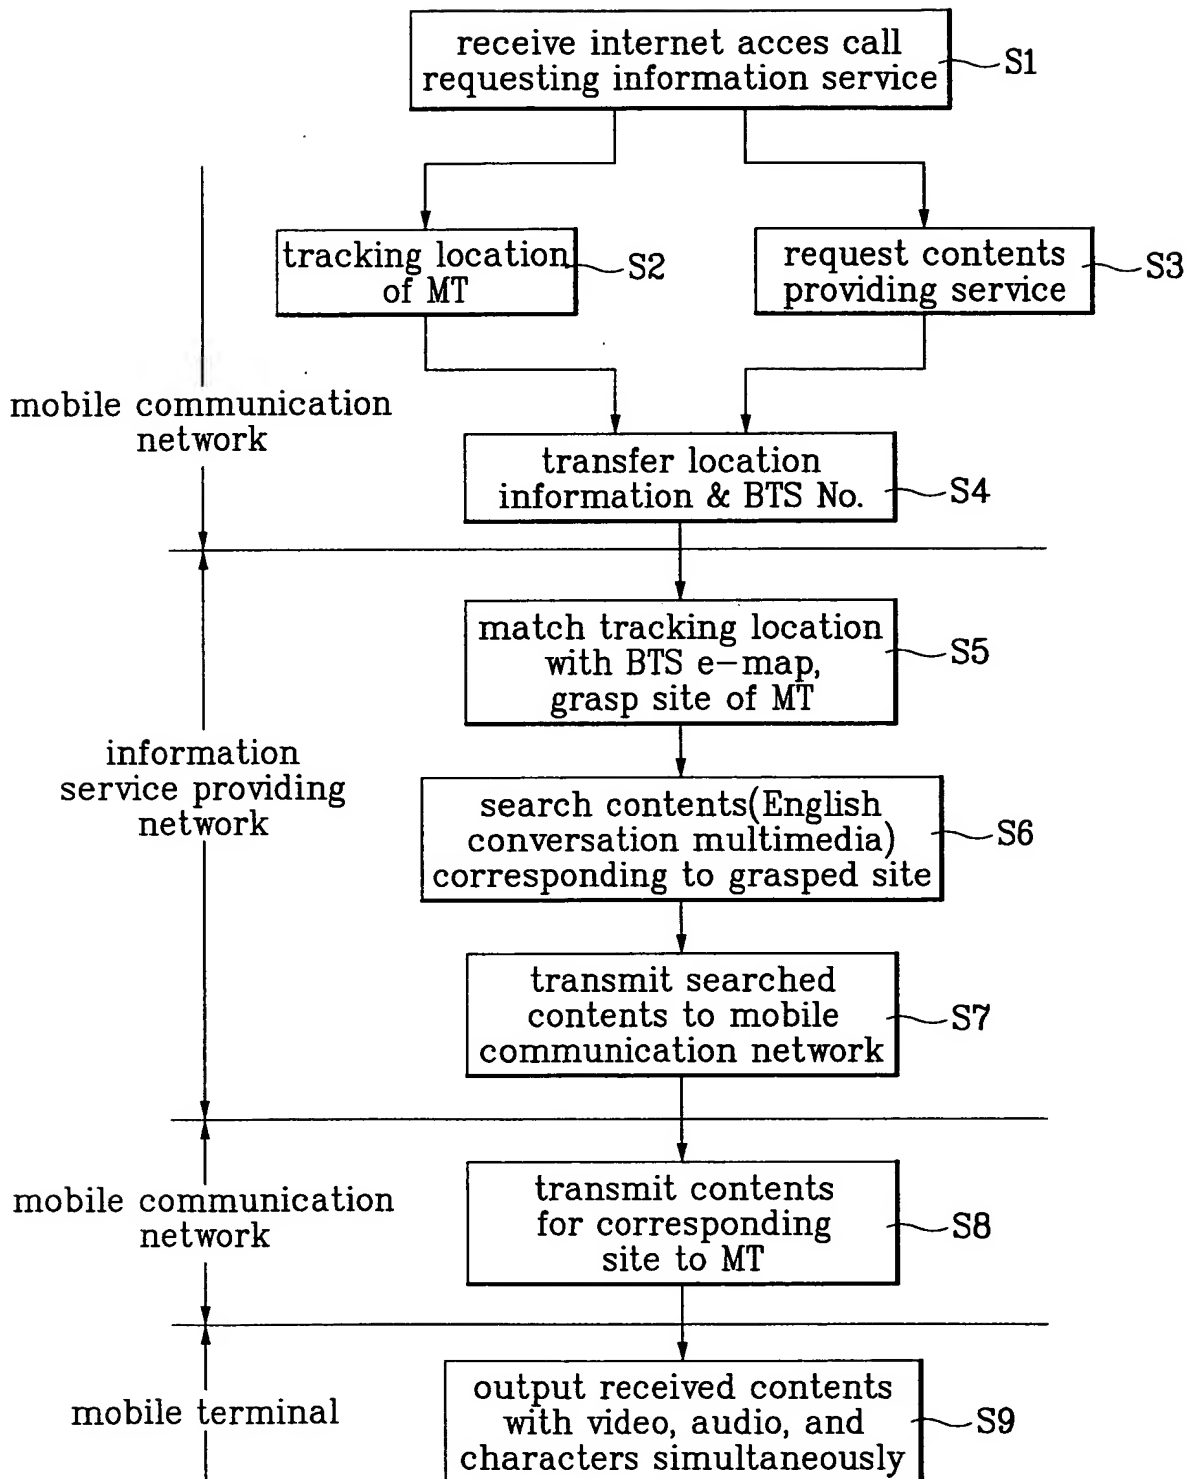 receive internet acces call
requesting information service
S1
tracking location
of MT
S2
request contents
providing service
S3
mobile communication
network
transfer location
information & BTS No.
S4
match tracking location
with BTS e-map,
grasp site of MT
S5
information
service providing
network
search contents(English
conversation multimedia)
corresponding to grasped site
S6
transmit searched
contents to mobile
communication network
S7
mobile communication
network
transmit contents
for corresponding
site to MT
S8
mobile terminal
output received contents
with video, audio, and
characters simultaneously
S9